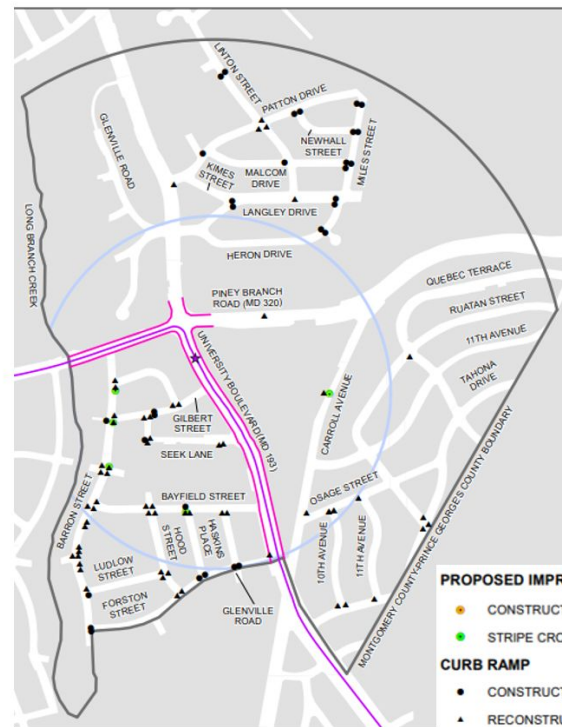 LINTON STREET
PATTON DRIVE
GLENVILLE ROAD
NEWHALL
STREET
MILES STREET
KIMES
STREET
MALCOM
DRIVE
LANGLEY DRIVE
LONG BRANCH CREEK
HERON DRIVE
QUEBEC TERRACE
PINEY BRANCH
ROAD (MD 320)
RUATAN STREET
11TH AVENUE
UNIVERSITY BOULEVARD (MD 193)
TAHONA
DRIVE
CARROLL AVENUE
GILBERT
STREET
SEEK LANE
MONTGOMERY COUNTY-PRINCE GEORGE'S COUNTY BOUNDARY
BARRON STREET
BAYFIELD STREET
OSAGE STREET
HOOD
STREET
HASKINS
PLACE
10TH AVENUE
11TH AVENUE
LUDLOW
STREET
FORSTON
STREET
GLENVILLE
ROAD
PROPOSED IMPR
CONSTRUCT
STRIPE CRO
CURB RAMP
CONSTRUCT
RECONSTRU